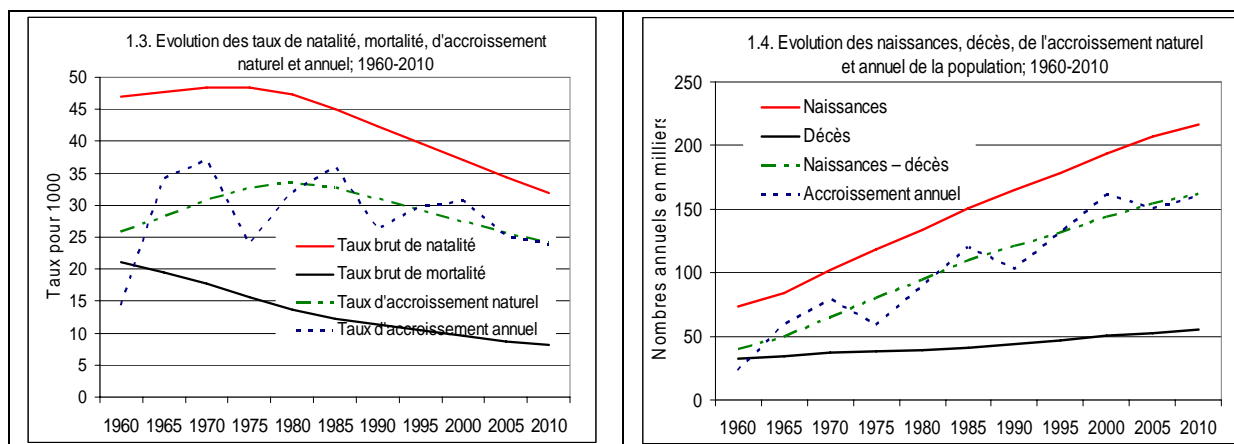 1.3. Evolution des taux de natalité, mortalité, d'accroissement
naturel et annuel; 1960-2010
50
45
40
35
30
25
20
15
10
5
0
Taux pour 1000
Taux brut de natalité
Taux brut de mortalité
Taux d'accroissement naturel
Taux d'accroissement annuel
1960 1965 1970 1975 1980 1985 1990 1995 2000 2005 2010
1.4. Evolution des naissances, décès, de l'accroissement naturel
et annuel de la population; 1960-2010
250
200
150
100
50
0
Nombres annuels en milliers
Naissances
Décès
Naissances – décès
Accroissement annuel
1960 1965 1970 1975 1980 1985 1990 1995 2000 2005 2010